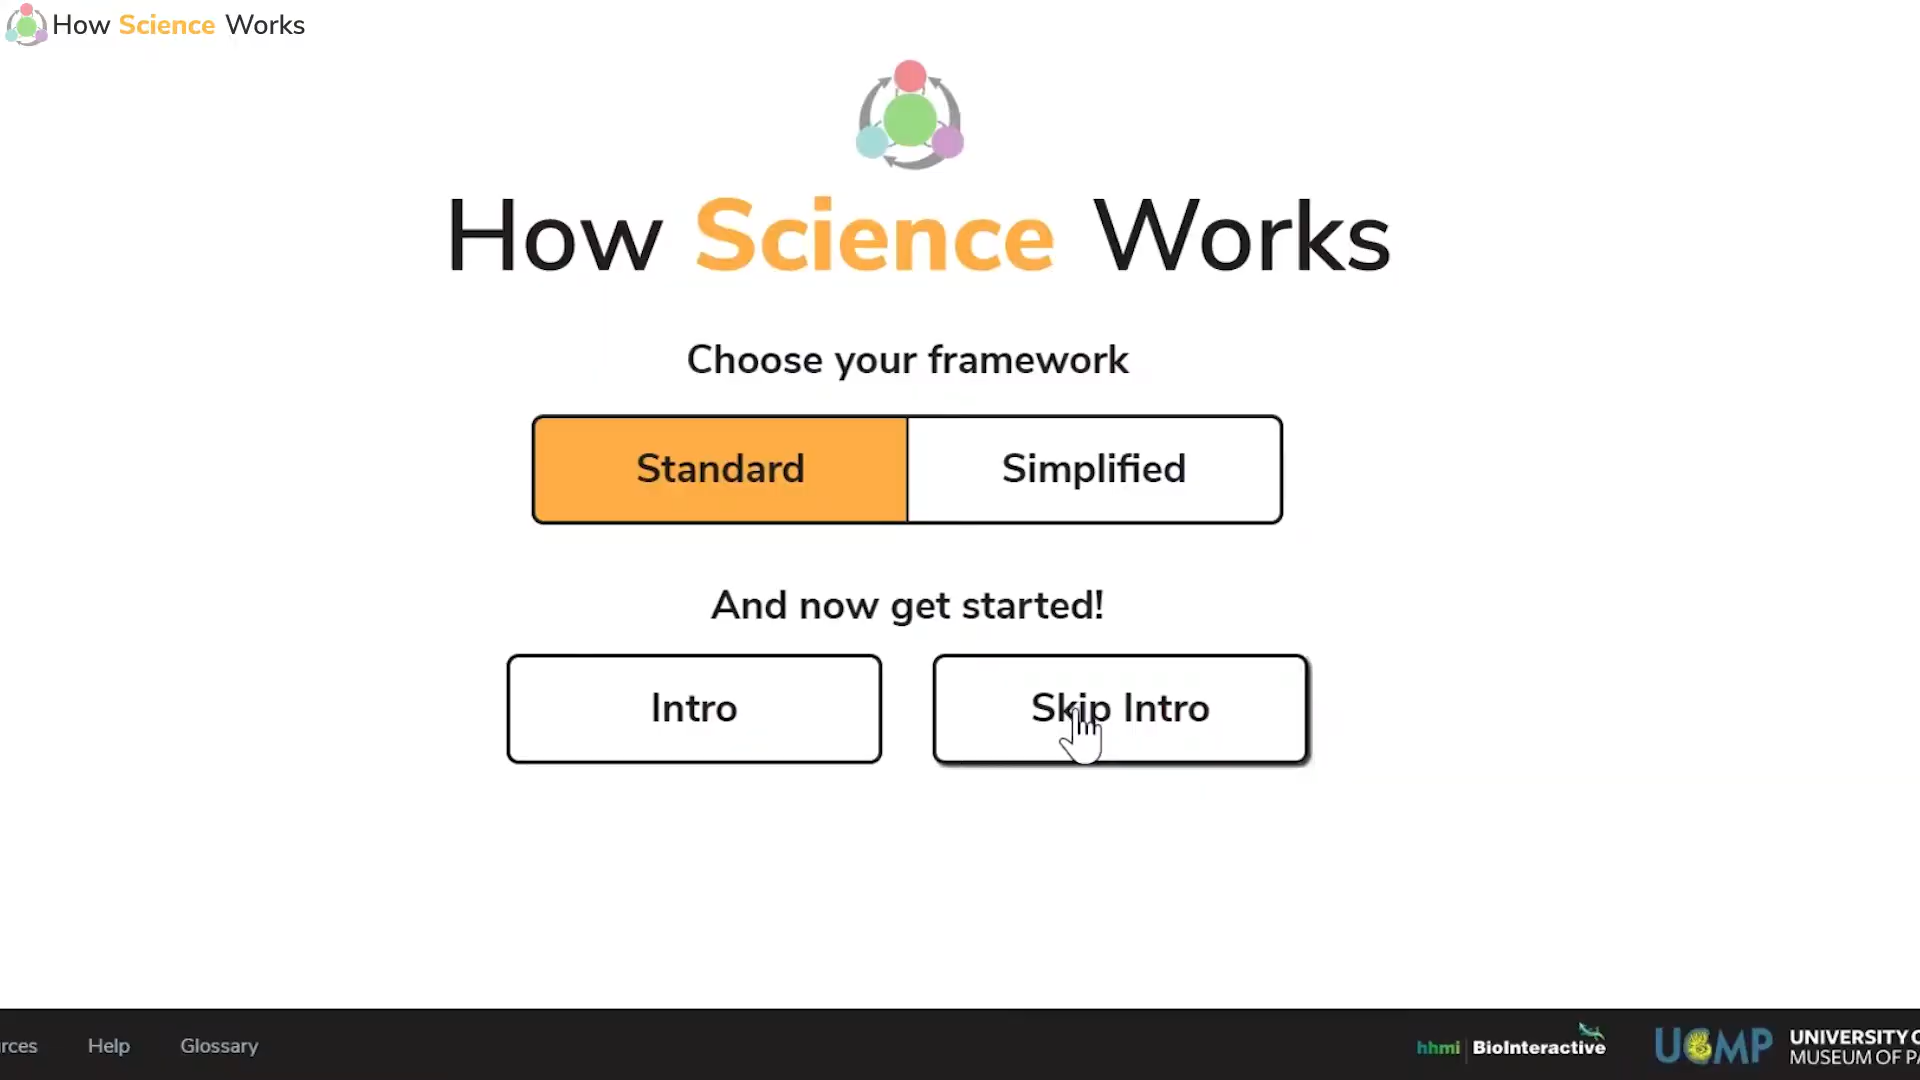 How Science Works
How Science Works
Choose your framework
Standard Simplified
And now get started!
Intro Skip Intro
rces Help Glossary
hhmi BioInteractive
UCMP
UNIVERSITY
MUSEUM OF